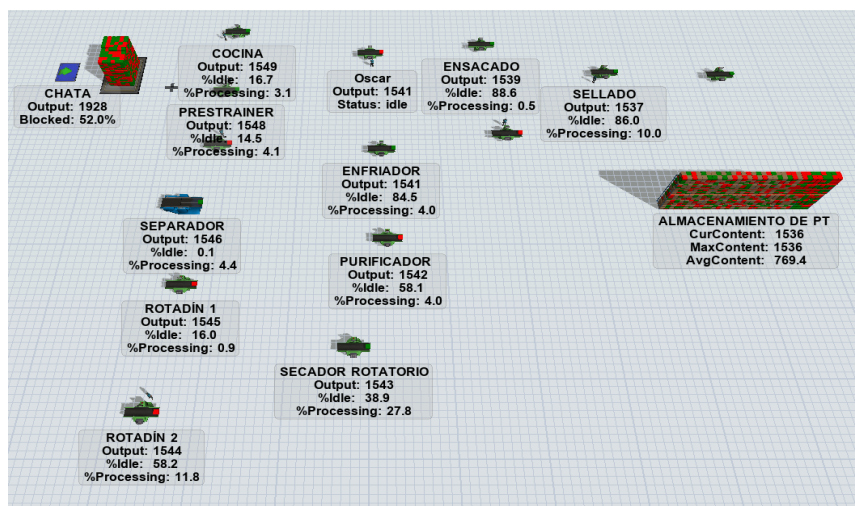 CHATA
Output: 1928
Blocked: 52.0%
COCINA
Output: 1549
%Idle: 16.7
%Processing: 3.1
PRESTRAINER
Output: 1548
%Idle: 14.5
%Processing: 4.1
SEPARADOR
Output: 1546
%Idle: 0.1
%Processing: 4.4
ROTADÍN 1
Output: 1545
%Idle: 16.0
%Processing: 0.9
ROTADÍN 2
Output: 1544
%Idle: 58.2
%Processing: 11.8
SECADOR ROTATORIO
Output: 1543
%Idle: 38.9
%Processing: 27.8
PURIFICADOR
Output: 1542
%Idle: 58.1
%Processing: 4.0
ENFRIADOR
Output: 1541
%Idle: 84.5
%Processing: 4.0
Oscar
Output: 1541
Status: idle
ENSACADO
Output: 1539
%Idle: 88.6
%Processing: 0.5
SELLADO
Output: 1537
%Idle: 86.0
%Processing: 10.0
ALMACENAMIENTO DE PT
CurContent: 1536
MaxContent: 1536
AvgContent: 769.4